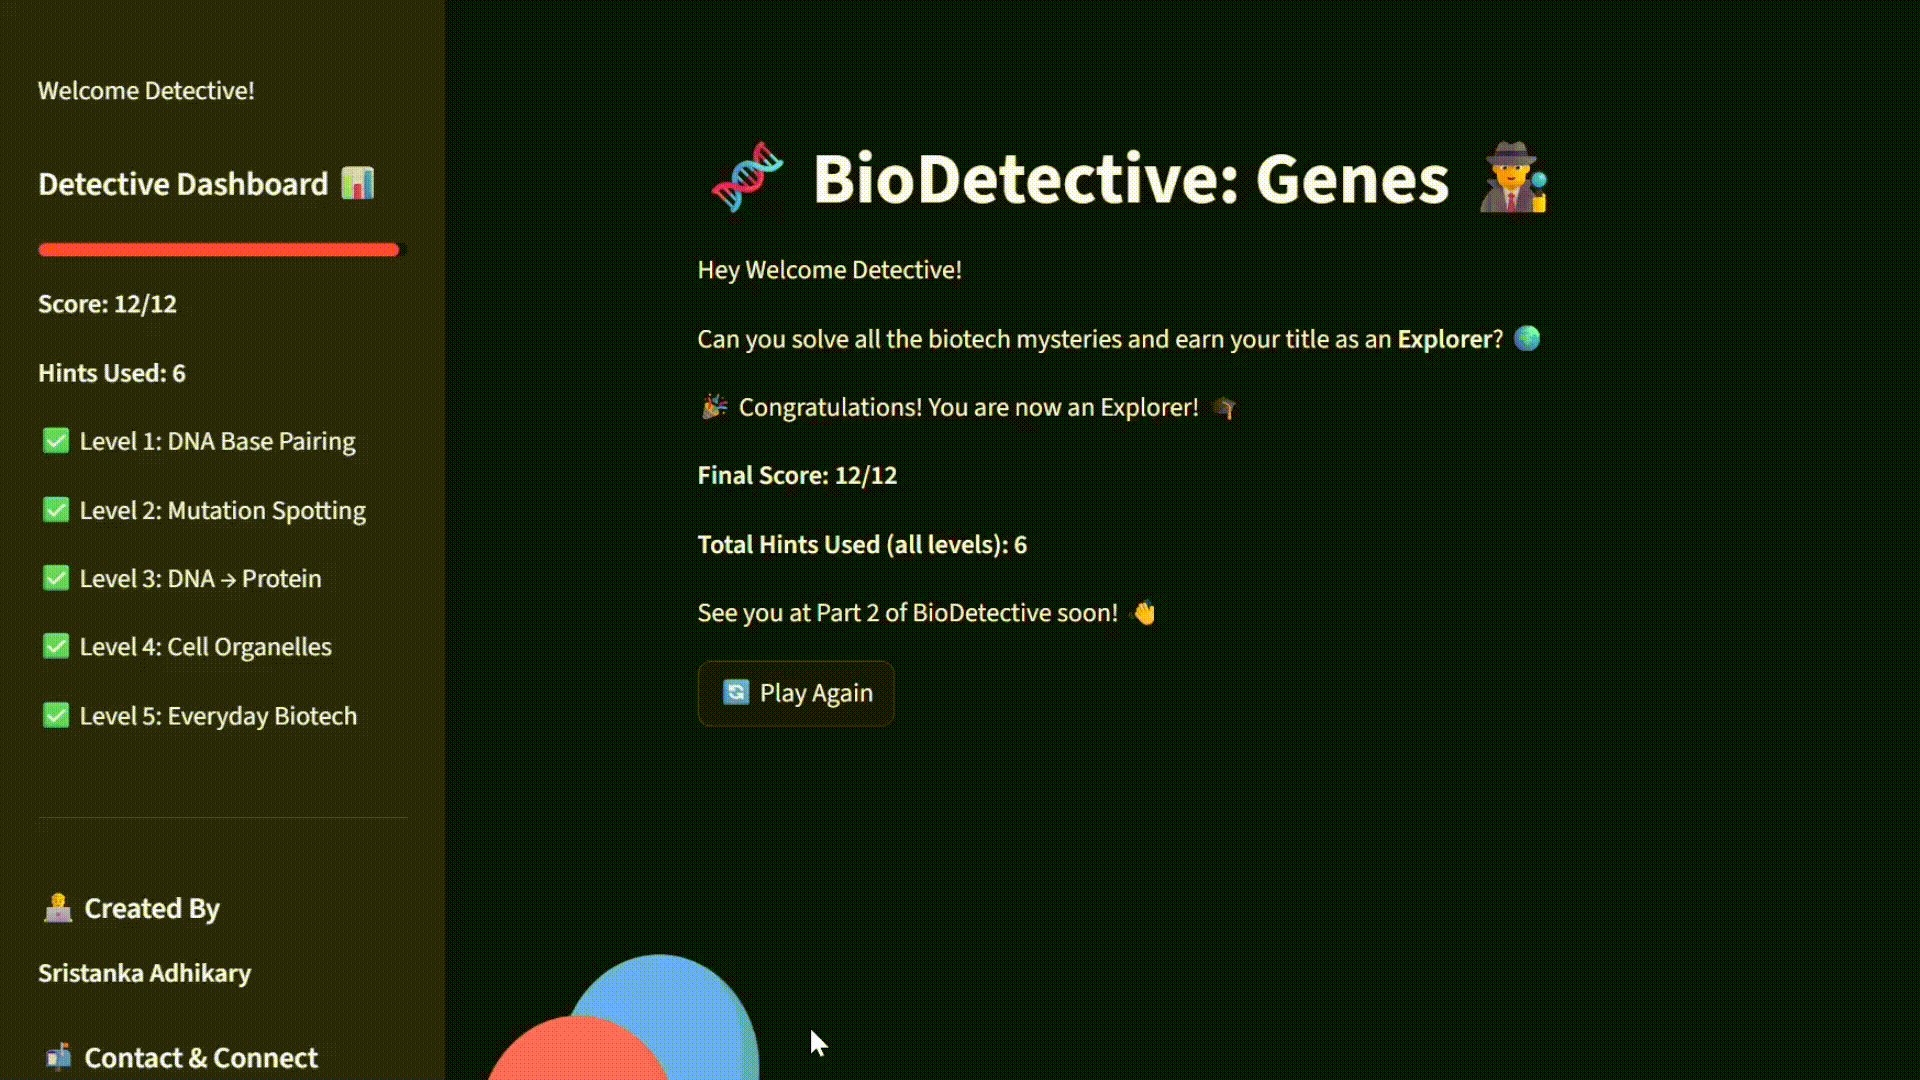 Welcome Detective!
Detective Dashboard 📊
Score: 12/12
Hints Used: 6
✅ Level 1: DNA Base Pairing
✅ Level 2: Mutation Spotting
✅ Level 3: DNA → Protein
✅ Level 4: Cell Organelles
✅ Level 5: Everyday Biotech
🧑‍💻 Created By
Sristanka Adhikary
📬 Contact & Connect
🧬 BioDetective: Genes 🕵️
Hey Welcome Detective!
Can you solve all the biotech mysteries and earn your title as an Explorer? 🌍
🎉 Congratulations! You are now an Explorer! 🎓
Final Score: 12/12
Total Hints Used (all levels): 6
See you at Part 2 of BioDetective soon! 👋
🔄 Play Again